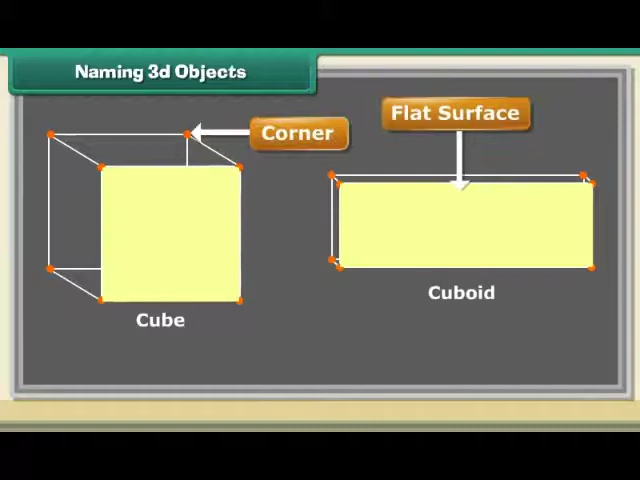 Naming 3d Objects
Flat Surface
Corner
Cuboid
Cube